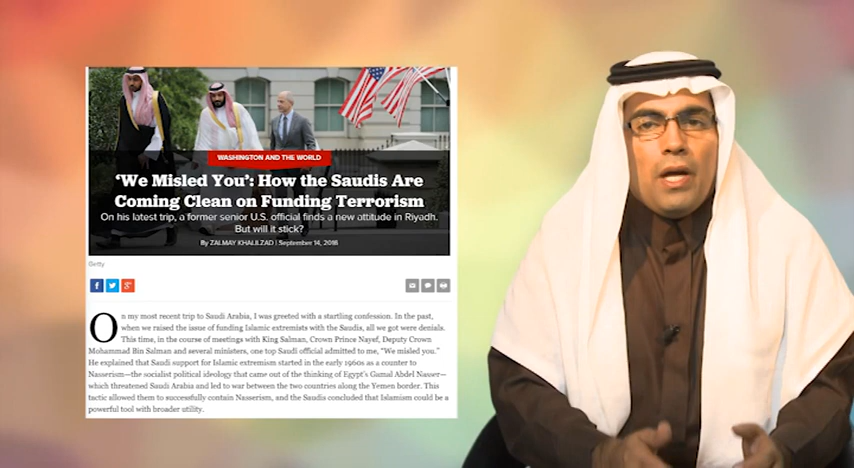 WASHINGTON AND THE WORLD
‘We Misled You’: How the Saudis Are
Coming Clean on Funding Terrorism
On his latest trip, a former senior U.S. official finds a new attitude in Riyadh.
But will it stick?
By ZALMAY KHALILZAD | September 14, 2016
Getty
On my most recent trip to Saudi Arabia, I was greeted with a startling confession. In the past,
when we raised the issue of funding Islamic extremists with the Saudis, all we got were denials.
This time, in the course of meetings with King Salman, Crown Prince Nayef, Deputy Crown
Mohammad Bin Salman and several ministers, one top Saudi official admitted to me, “We misled you.”
He explained that Saudi support for Islamic extremism started in the early 1960s as a counter to
Nasserism—the socialist political ideology that came out of the thinking of Egypt’s Gamal Abdel Nasser—
which threatened Saudi Arabia and led to war between the two countries along the Yemen border. This
tactic allowed them to successfully contain Nasserism, and the Saudis concluded that Islamism could be a
powerful tool with broader utility.